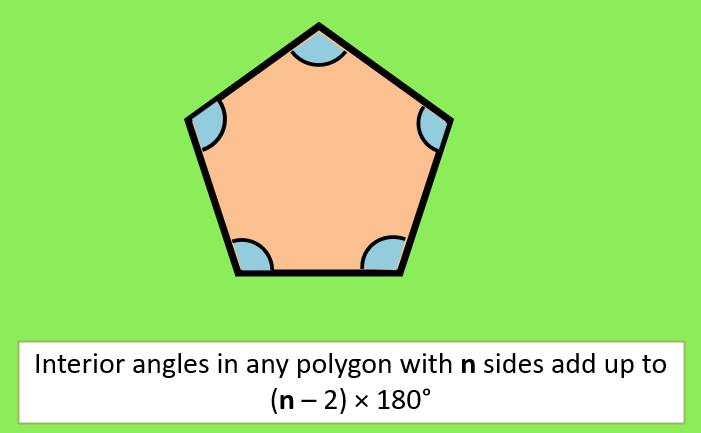 Interior angles in any polygon with n sides add up to
(n – 2) × 180°